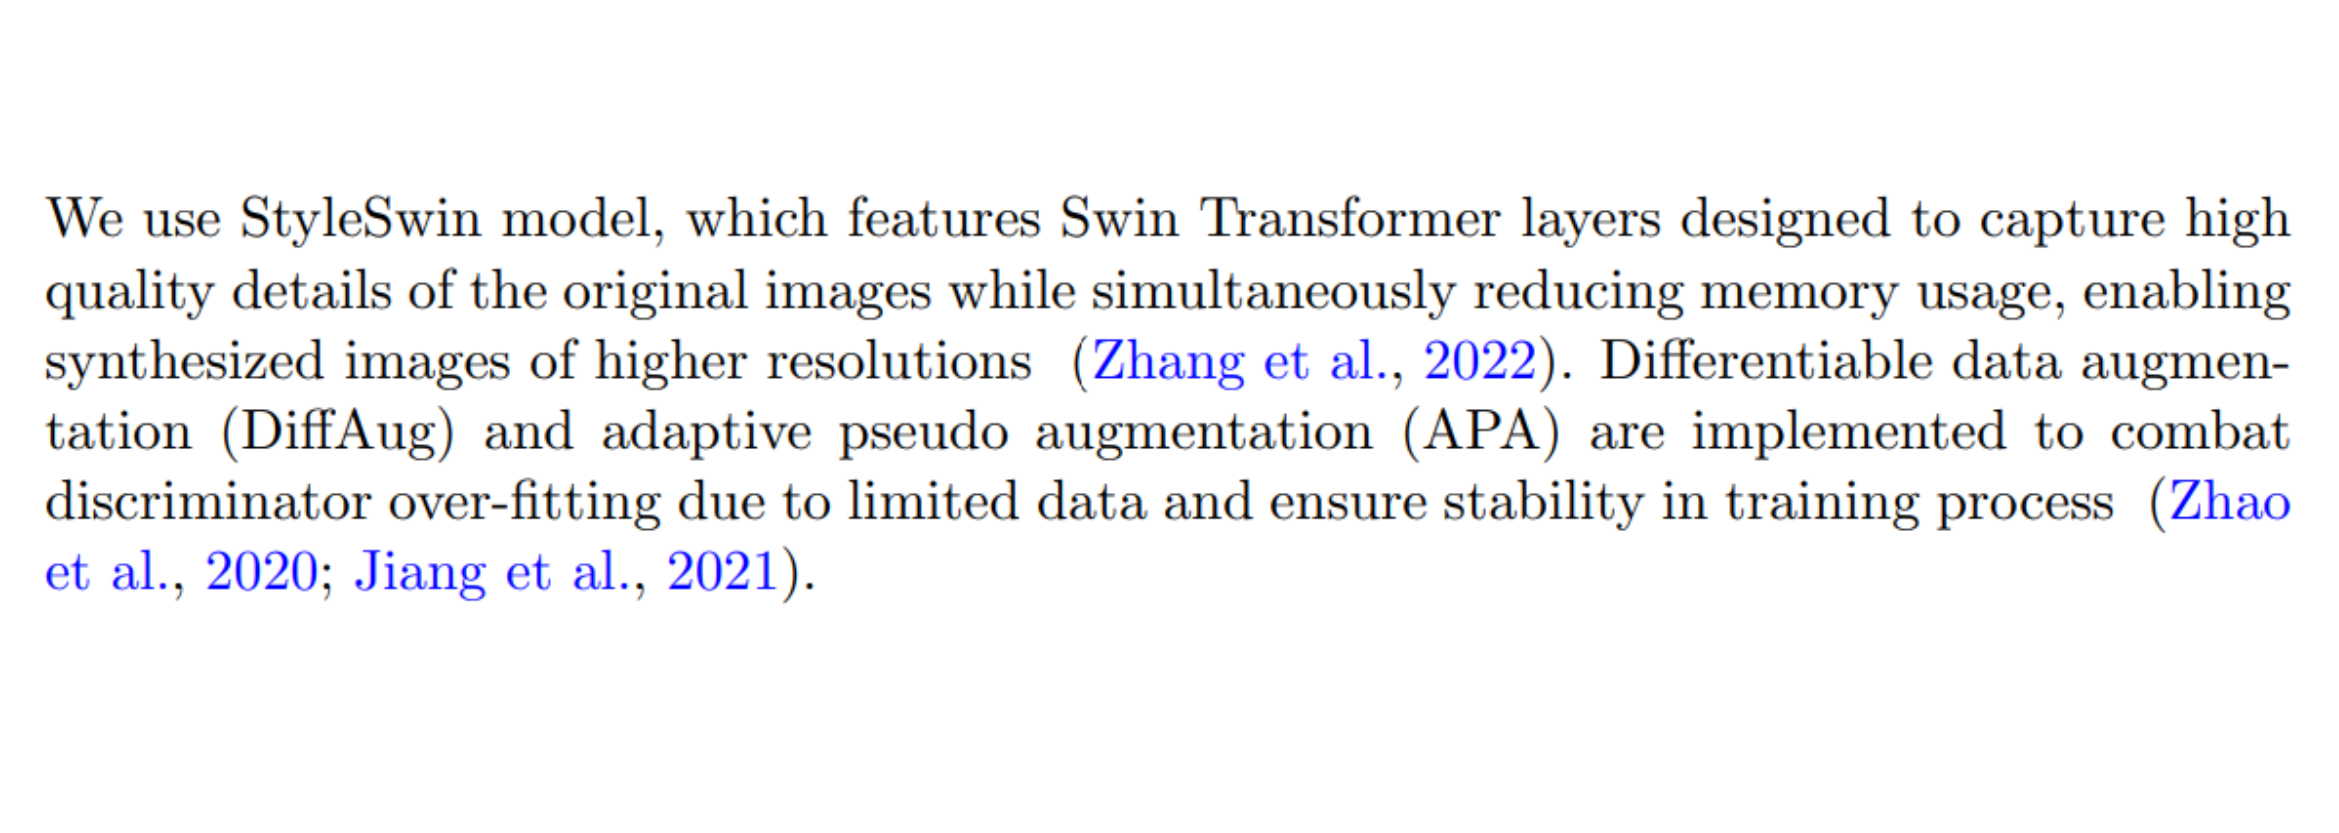 We use StyleSwin model, which features Swin Transformer layers designed to capture high
quality details of the original images while simultaneously reducing memory usage, enabling
synthesized images of higher resolutions (Zhang et al., 2022). Differentiable data augmen-
tation (DiffAug) and adaptive pseudo augmentation (APA) are implemented to combat
discriminator over-fitting due to limited data and ensure stability in training process (Zhao
et al., 2020; Jiang et al., 2021).